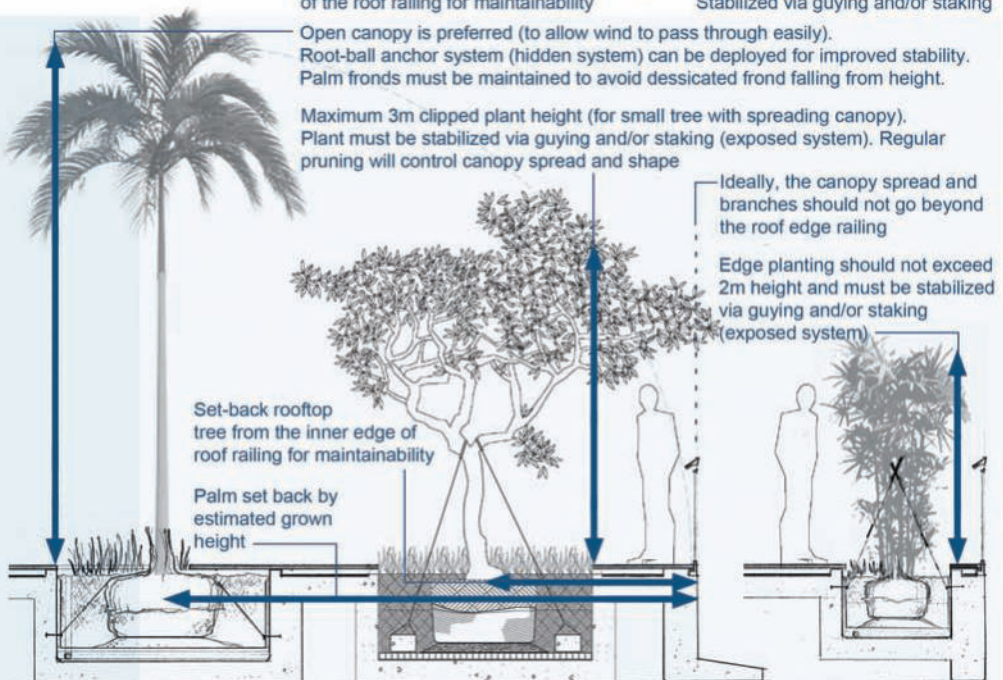 of the roof railing for maintainability
Stabilized via guying and/or staking
Open canopy is preferred (to allow wind to pass through easily).
Root-ball anchor system (hidden system) can be deployed for improved stability.
Palm fronds must be maintained to avoid dessicated frond falling from height.
Maximum 3m clipped plant height (for small tree with spreading canopy).
Plant must be stabilized via guying and/or staking (exposed system). Regular
pruning will control canopy spread and shape
Ideally, the canopy spread and
branches should not go beyond
the roof edge railing
Edge planting should not exceed
2m height and must be stabilized
via guying and/or staking
(exposed system)
Set-back rooftop
tree from the inner edge of
roof railing for maintainability
Palm set back by
estimated grown
height